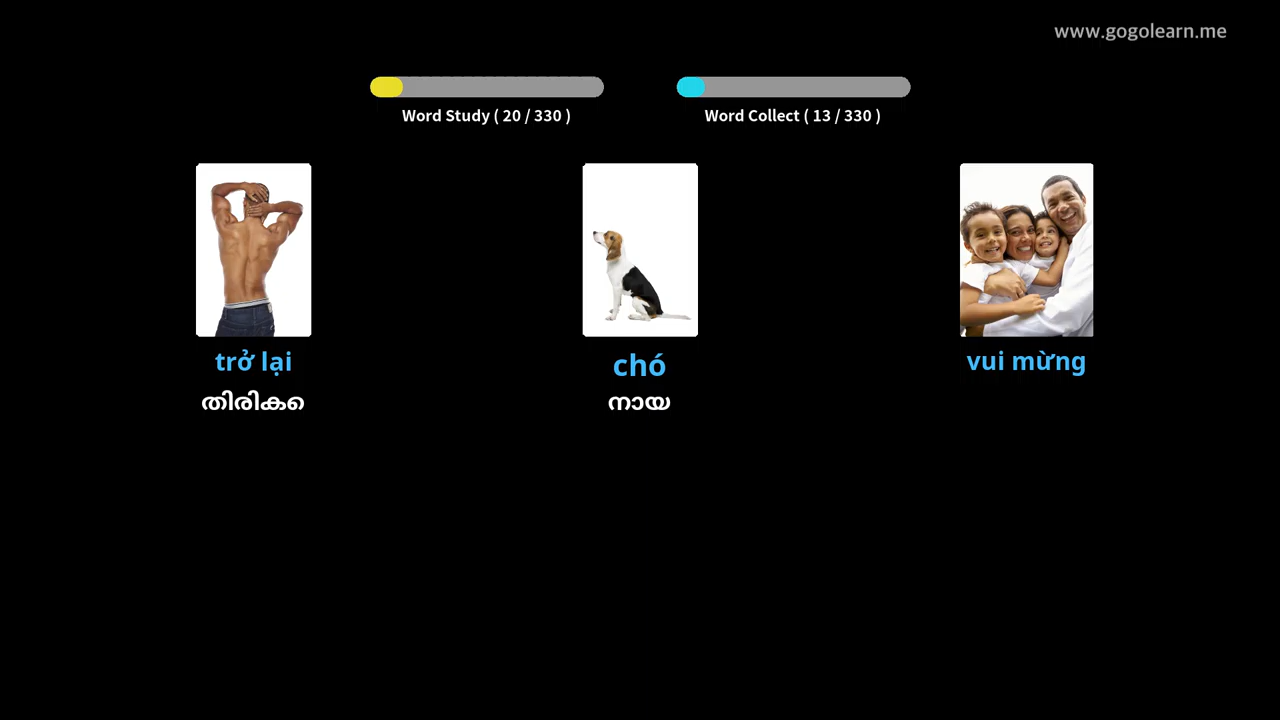 www.gogolearn.me
Word Study ( 20 / 330 )
Word Collect ( 13 / 330 )
trở lại
chó
vui mừng
തിരികെ
നായ